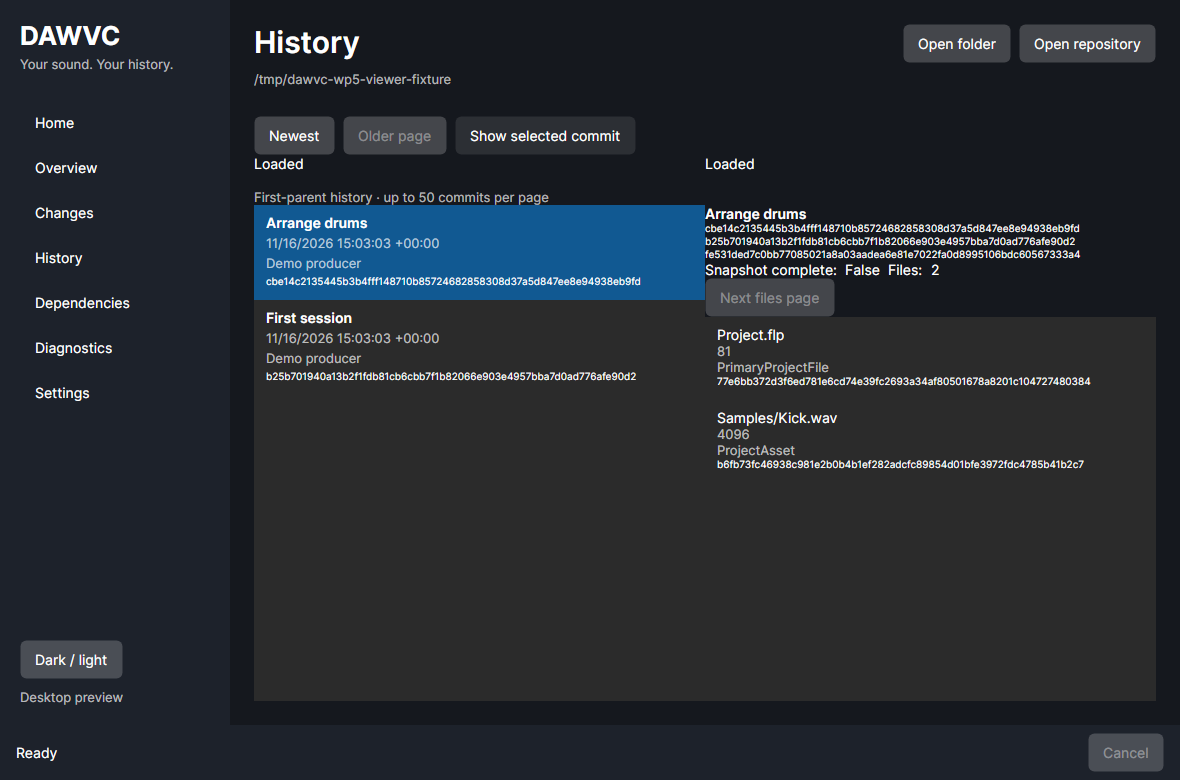 DAWVC
Your sound. Your history.
Home
Overview
Changes
History
Dependencies
Diagnostics
Settings
Dark / light
Desktop preview
History
/tmp/dawvc-wp5-viewer-fixture
Open folder
Open repository
Newest
Older page
Show selected commit
Loaded
First-parent history · up to 50 commits per page
Arrange drums
11/16/2026 15:03:03 +00:00
Demo producer
cbe14c2135445b3b4fff148710b85724682858308d37a5d847ee8e94938eb9fd
First session
11/16/2026 15:03:03 +00:00
Demo producer
b25b701940a13b2f1fdb81cb6cbb7f1b82066e903e4957bba7d0ad776afe90d2
Loaded
Arrange drums
cbe14c2135445b3b4fff148710b85724682858308d37a5d847ee8e94938eb9fd
b25b701940a13b2f1fdb81cb6cbb7f1b82066e903e4957bba7d0ad776afe90d2
fe531ded7c0bb77085021a8a03aadea6e81e7022fa0d8995106bdc60567333a4
Snapshot complete: False Files: 2
Next files page
Project.flp
81
PrimaryProjectFile
77e6bb372d3f6ed781e6cd74e39fc2693a34af80501678a8201c104727480384
Samples/Kick.wav
4096
ProjectAsset
b6fb73fc46938c981e2b0b4b1ef282adcfc89854d01bfe3972fdc4785b41b2c7
Ready
Cancel